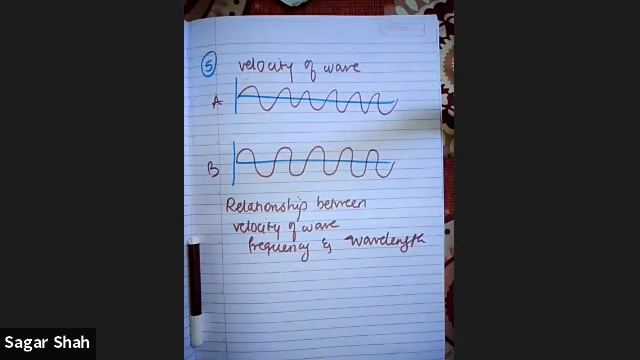 5 velocity of wave
A
B
Relationship between
velocity of wave
frequency & wavelength
Sagar Shah